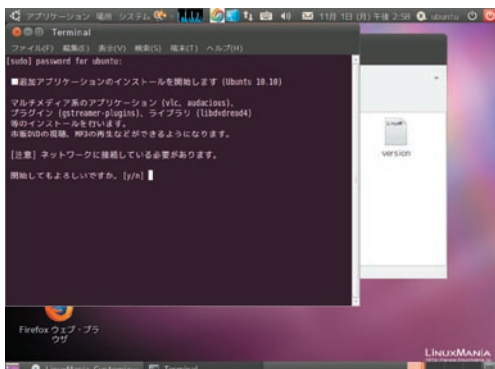 アプリケーション 場所 システム
11月 1日 (月) 午後 2:58
ubuntu
Terminal
ファイル(F) 編集(E) 表示(V) 検索(S) 端末(T) ヘルプ(H)
[sudo] password for ubuntu:
■追加アプリケーションのインストールを開始します (Ubuntu 10.10)
マルチメディア系のアプリケーション (vlc、audacious)、
プラグイン (gstreamer-plugins)、ライブラリ (libdvdread4)
等のインストールを行います。
市販DVDの視聴、MP3の再生などができるようになります。
[注意] ネットワークに接続している必要があります。
開始してもよろしいですか。[y/n]
version
Firefox ウェブ・ブラ
ウザ
LINUXMANIA
Terminal